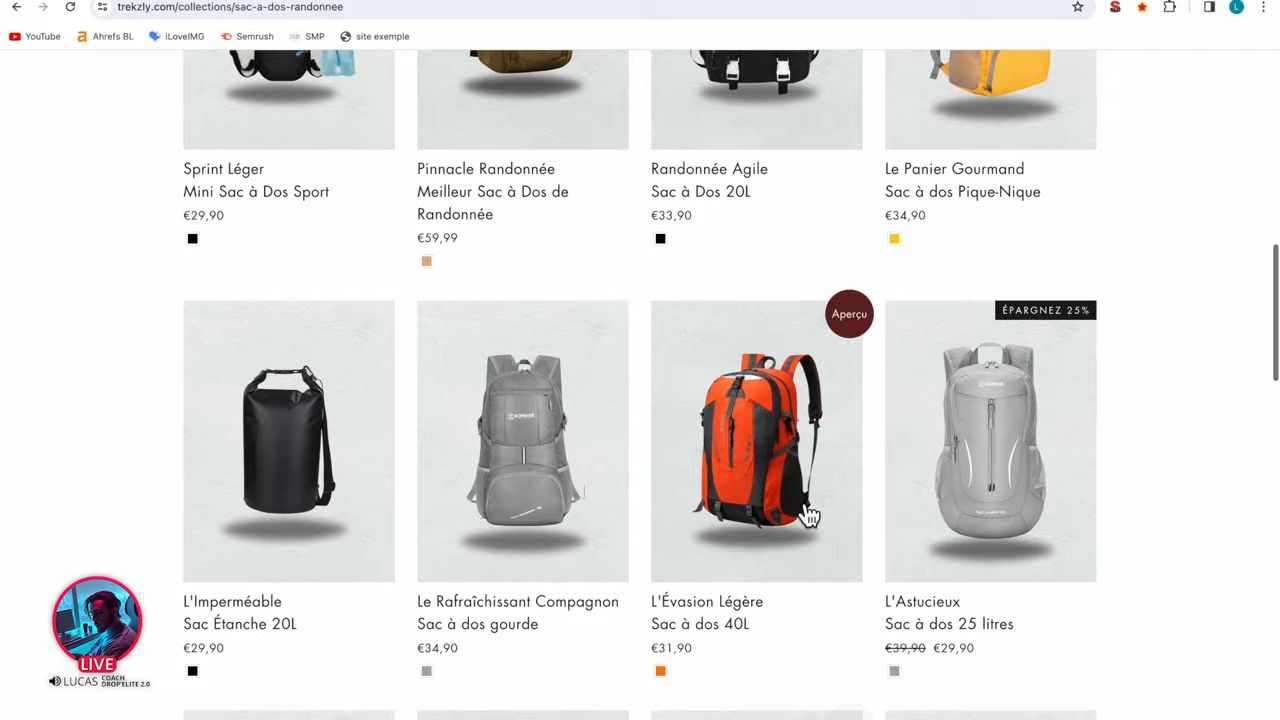 trekzly.com/collections/sac-a-dos-randonnee
YouTube
Ahrefs BL
iLoveIMG
Semrush
SMP
site exemple
Sprint Léger
Mini Sac à Dos Sport
€29,90
Pinnacle Randonnée
Meilleur Sac à Dos de
Randonnée
€59,99
Randonnée Agile
Sac à Dos 20L
€33,90
Le Panier Gourmand
Sac à dos Pique-Nique
€34,90
Aperçu
ÉPARGNEZ 25%
L'Imperméable
Sac Étanche 20L
€29,90
Le Rafraîchissant Compagnon
Sac à dos gourde
€34,90
L'Évasion Légère
Sac à dos 40L
€31,90
L'Astucieux
Sac à dos 25 litres
€39,90 €29,90
LIVE
LUCAS COACH
DROP'ELITE 2.0